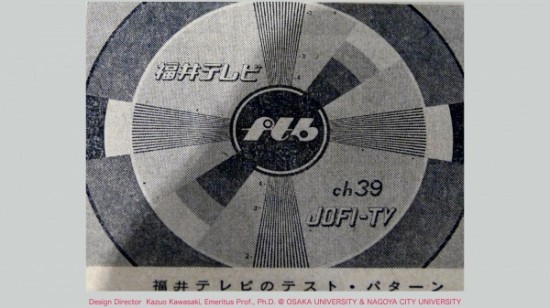 福井テレビ
ftb
ch39
JOFI-TV
福井テレビのテスト・パターン
Design Director Kazuo Kawasaki, Emeritus Prof., Ph.D. @ OSAKA UNIVERSITY & NAGOYA CITY UNIVERSITY